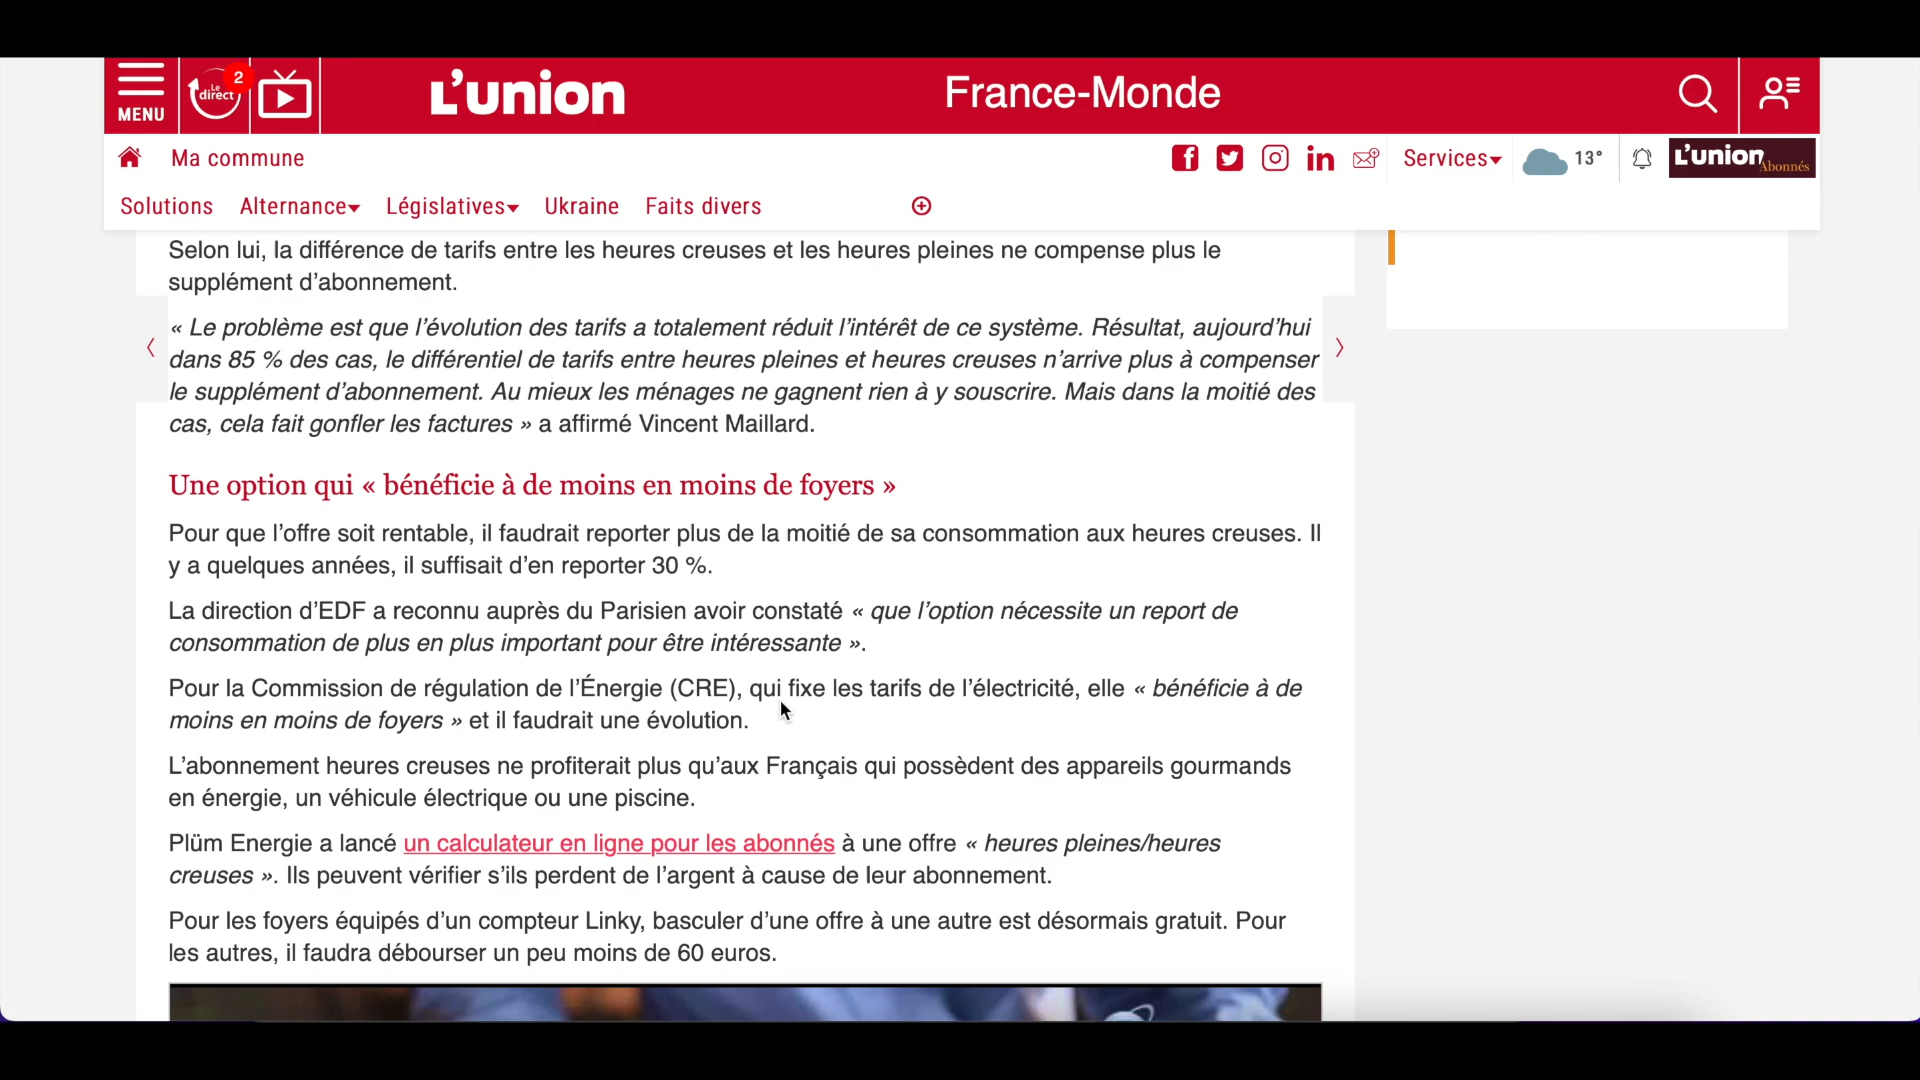 MENU
Le
direct
2
L'union
France-Monde
Ma commune
Services
13°
L'union
Abonnés
Solutions Alternance Législatives Ukraine Faits divers
Selon lui, la différence de tarifs entre les heures creuses et les heures pleines ne compense plus le
supplément d’abonnement.
« Le problème est que l’évolution des tarifs a totalement réduit l’intérêt de ce système. Résultat, aujourd’hui
dans 85 % des cas, le différentiel de tarifs entre heures pleines et heures creuses n’arrive plus à compenser
le supplément d’abonnement. Au mieux les ménages ne gagnent rien à y souscrire. Mais dans la moitié des
cas, cela fait gonfler les factures » a affirmé Vincent Maillard.
Une option qui « bénéficie à de moins en moins de foyers »
Pour que l’offre soit rentable, il faudrait reporter plus de la moitié de sa consommation aux heures creuses. Il
y a quelques années, il suffisait d’en reporter 30 %.
La direction d’EDF a reconnu auprès du Parisien avoir constaté « que l’option nécessite un report de
consommation de plus en plus important pour être intéressante ».
Pour la Commission de régulation de l’Énergie (CRE), qui fixe les tarifs de l’électricité, elle « bénéficie à de
moins en moins de foyers » et il faudrait une évolution.
L’abonnement heures creuses ne profiterait plus qu’aux Français qui possèdent des appareils gourmands
en énergie, un véhicule électrique ou une piscine.
Plüm Energie a lancé un calculateur en ligne pour les abonnés à une offre « heures pleines/heures
creuses ». Ils peuvent vérifier s’ils perdent de l’argent à cause de leur abonnement.
Pour les foyers équipés d’un compteur Linky, basculer d’une offre à une autre est désormais gratuit. Pour
les autres, il faudra débourser un peu moins de 60 euros.